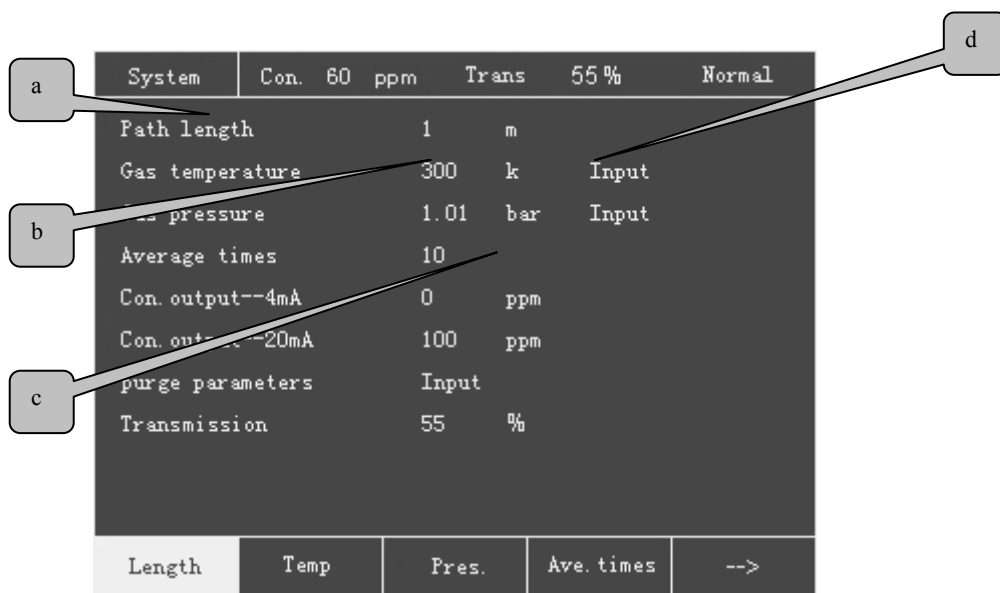 d
a
System Con. 60 ppm Trans 55% Normal
Path length 1 m
Gas temperature 300 k Input
b
pressure 1.01 bar Input
Average times 10
Con. output--4mA 0 ppm
Con. output--20mA 100 ppm
c
purge parameters Input
Transmission 55 %
Length Temp Pres. Ave. times -->